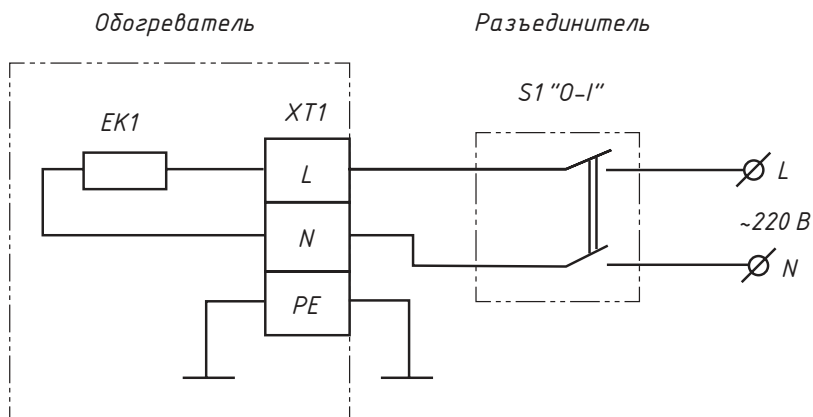 Обогреватель
Разъединитель
S1 "0-I"
EK1
XT1
L
L
~220 В
N
N
PE